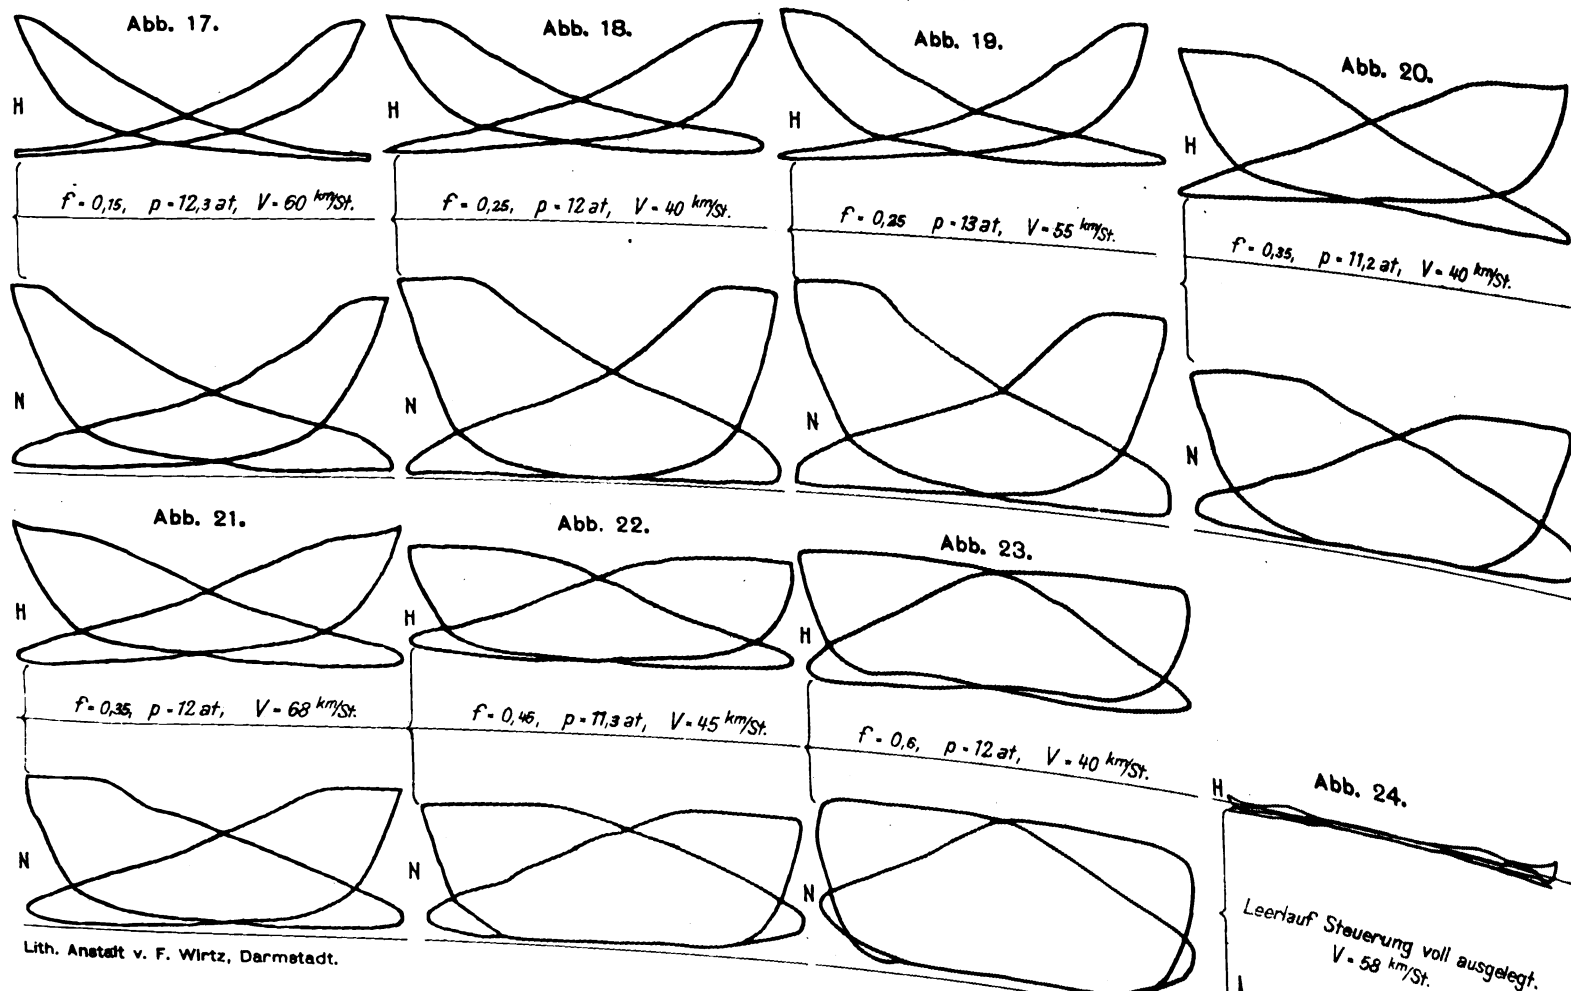 Abb. 17.
Abb. 18.
Abb. 19.
Abb. 20.
H
H
H
H
f = 0,15, p = 12,3 at, V = 60 km/St.
f = 0,25, p = 12 at, V = 40 km/St.
f = 0,25 p = 13 at, V = 55 km/St.
f = 0,35, p = 11,2 at, V = 40 km/St.
N
N
N
N
Abb. 21.
Abb. 22.
Abb. 23.
H
H
H
f = 0,35, p = 12 at, V = 68 km/St.
f = 0,45, p = 11,3 at, V = 45 km/St.
f = 0,6, p = 12 at, V = 40 km/St.
H
Abb. 24.
N
N
N
Leerlauf Steuerung voll ausgelegt.
V = 58 km/St.
Lith. Anstalt v. F. Wirtz, Darmstadt.